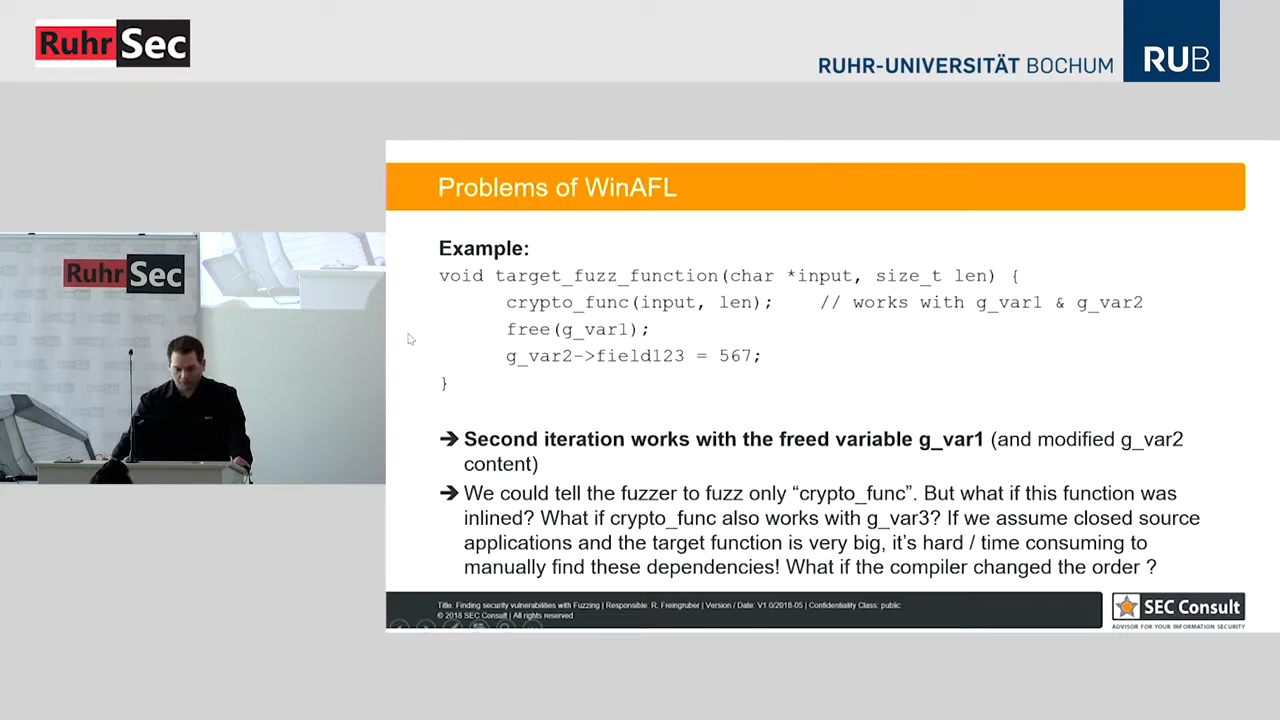 RuhrSec
RUHR-UNIVERSITÄT BOCHUM
RUB
Problems of WinAFL
Example:
void target_fuzz_function(char *input, size_t len) {
crypto_func(input, len); // works with g_var1 & g_var2
free(g_var1);
g_var2->field123 = 567;
}
➔ Second iteration works with the freed variable g_var1 (and modified g_var2
content)
➔ We could tell the fuzzer to fuzz only “crypto_func”. But what if this function was
inlined? What if crypto_func also works with g_var3? If we assume closed source
applications and the target function is very big, it’s hard / time consuming to
manually find these dependencies! What if the compiler changed the order ?
Title: Finding security vulnerabilities with Fuzzing | Responsible: R. Freingruber | Version / Date: V1.0/2018-05 | Confidentiality Class: public
© 2018 SEC Consult | All rights reserved
SEC Consult
ADVISOR FOR YOUR INFORMATION SECURITY
RuhrSec